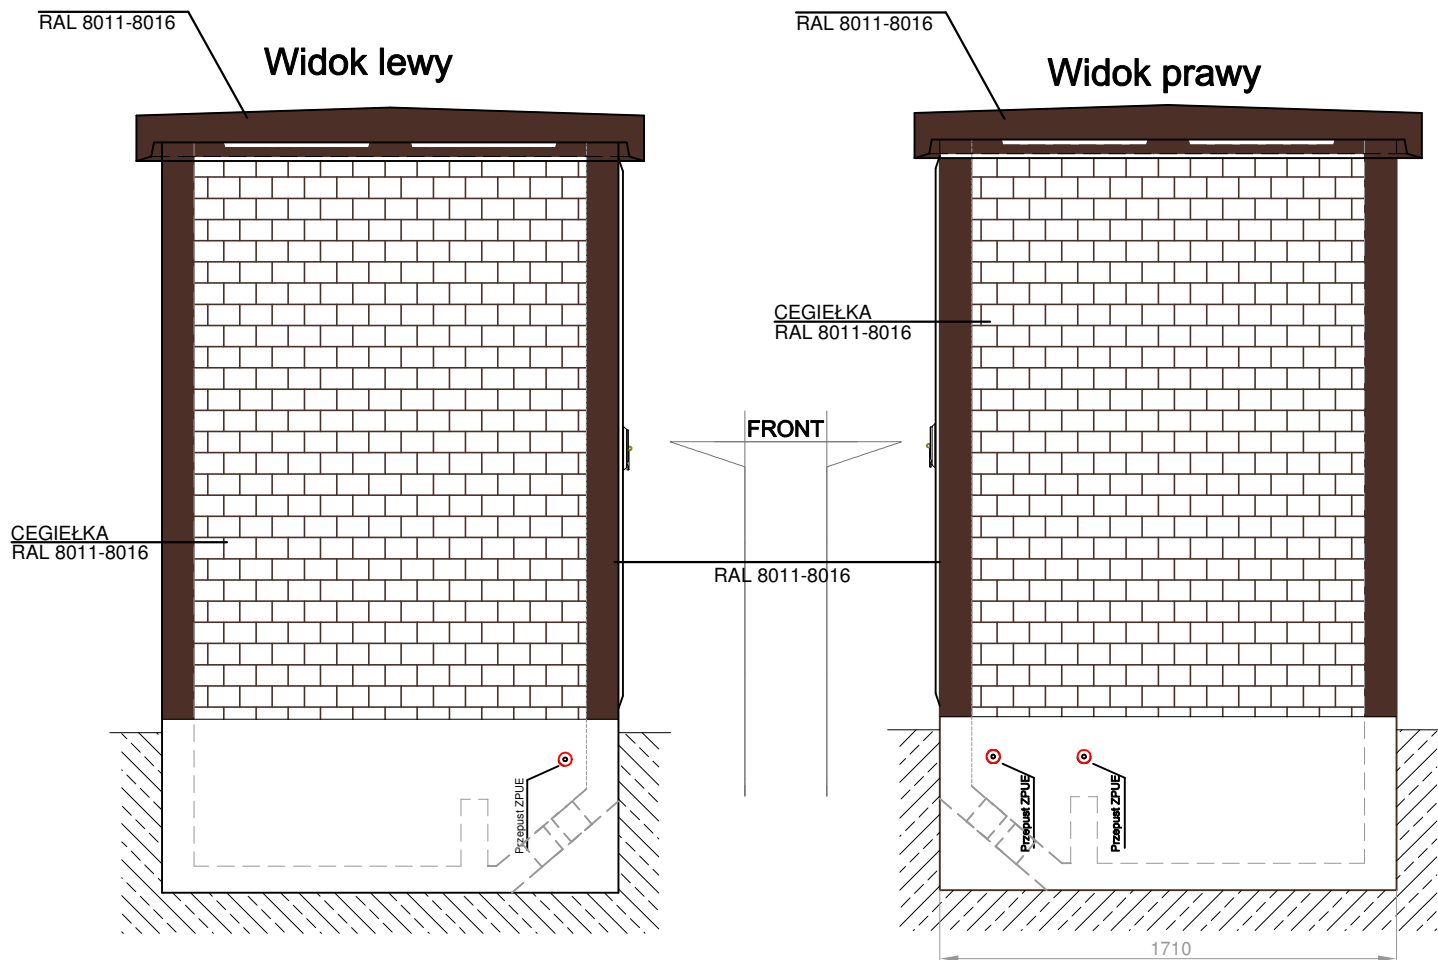 RAL 8011-8016
Widok lewy
RAL 8011-8016
Widok prawy
CEGIEŁKA
RAL 8011-8016
FRONT
CEGIEŁKA
RAL 8011-8016
RAL 8011-8016
Przepust ZPUE
Przepust ZPUE
Przepust ZPUE
1710